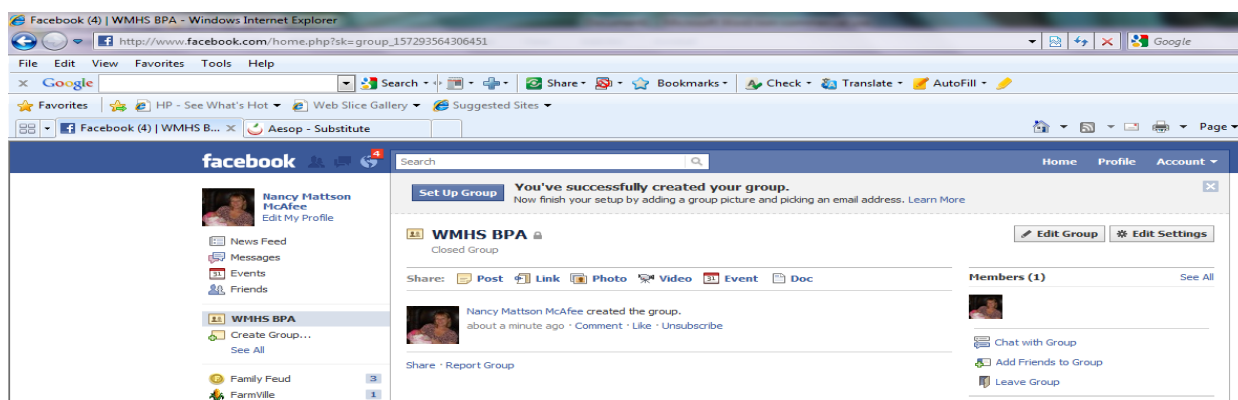 Facebook (4) | WMHS BPA - Windows Internet Explorer
http://www.facebook.com/home.php?sk=group_157293564306451
Google
File Edit View Favorites Tools Help
x Google Search Share Bookmarks Check Translate AutoFill
Favorites HP - See What's Hot Web Slice Gallery Suggested Sites
Facebook (4) | WMHS B... Aesop - Substitute Page
facebook 4 Search Home Profile Account
Nancy Mattson McAfee
Edit My Profile
News Feed
Messages
31 Events
Friends
WMHS BPA
Create Group...
See All
Family Feud 3
FarmVille 1
Set Up Group You've successfully created your group.
Now finish your setup by adding a group picture and picking an email address. Learn More
WMHS BPA Edit Group Edit Settings
Closed Group
Share: Post Link Photo Video 31 Event Doc
Nancy Mattson McAfee created the group.
about a minute ago · Comment · Like · Unsubscribe
Share · Report Group
Members (1) See All
Chat with Group
Add Friends to Group
Leave Group